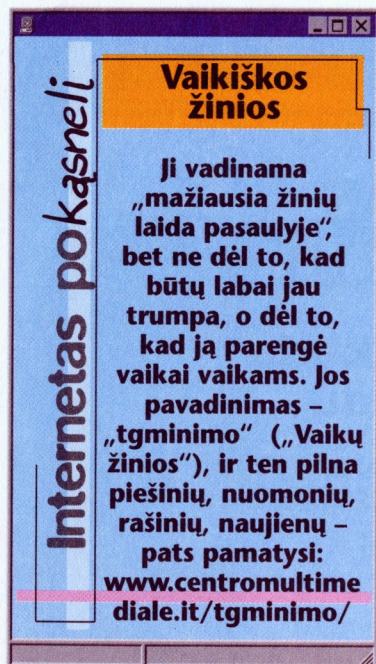 Internetas pokąsneli
Vaikiškos
žinios
Ji vadinama
„mažiausia žinių
laida pasaulyje“,
bet ne dėl to, kad
būtų labai jau
trumpa, o dėl to,
kad ją parengė
vaikai vaikams. Jos
pavadinimas –
„tgminimo“ („Vaikų
žinios“), ir ten pilna
piešinių, nuomonių,
rašinių, naujienų –
pats pamatysi:
www.centromultime
diale.it/tgminimo/